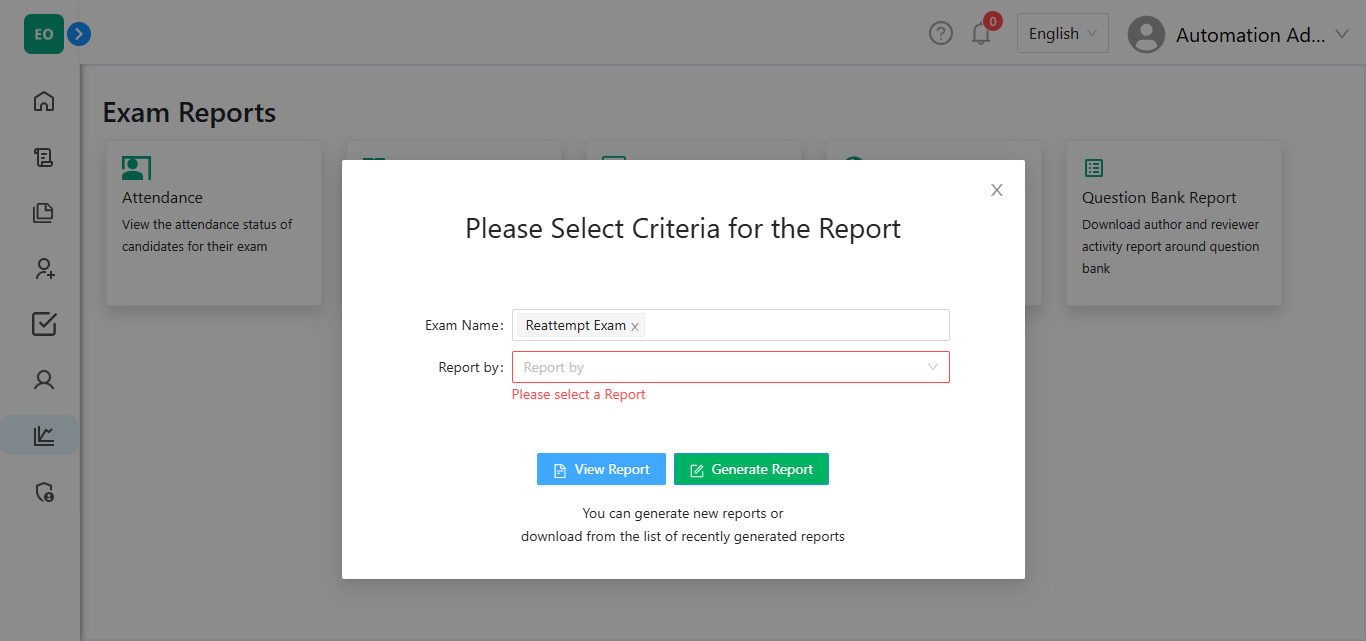 EO
0
English
Automation Ad...
Exam Reports
Attendance
View the attendance status of
candidates for their exam
Question Bank Report
Download author and reviewer
activity report around question
bank
Please Select Criteria for the Report
Exam Name:
Reattempt Exam
Report by:
Report by
Please select a Report
View Report
Generate Report
You can generate new reports or
download from the list of recently generated reports